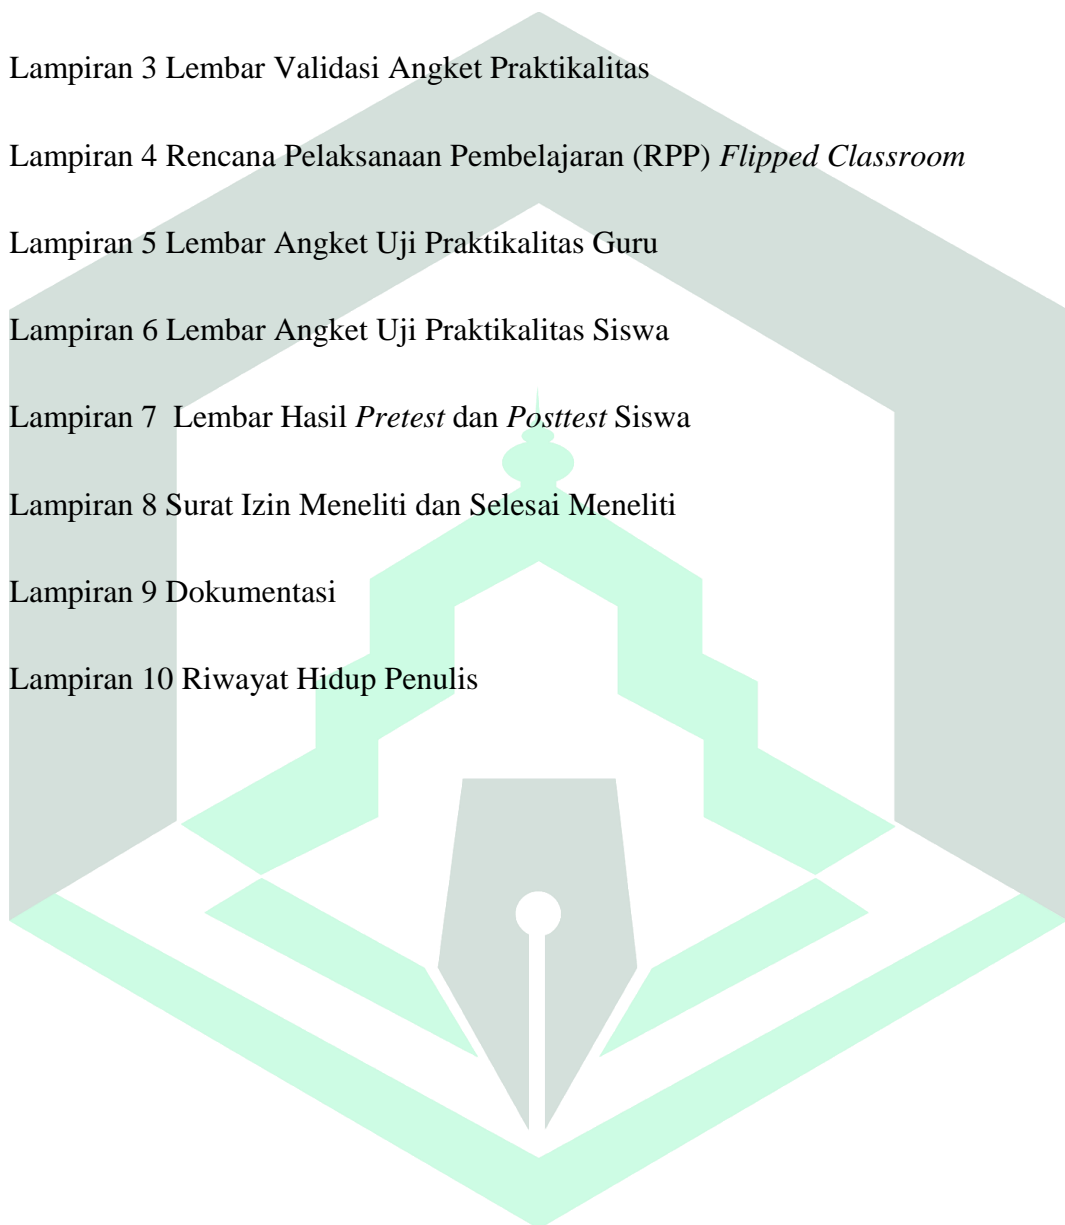 Lampiran 3 Lembar Validasi Angket Praktikalitas
Lampiran 4 Rencana Pelaksanaan Pembelajaran (RPP) Flipped Classroom
Lampiran 5 Lembar Angket Uji Praktikalitas Guru
Lampiran 6 Lembar Angket Uji Praktikalitas Siswa
Lampiran 7 Lembar Hasil Pretest dan Posttest Siswa
Lampiran 8 Surat Izin Meneliti dan Selesai Meneliti
Lampiran 9 Dokumentasi
Lampiran 10 Riwayat Hidup Penulis